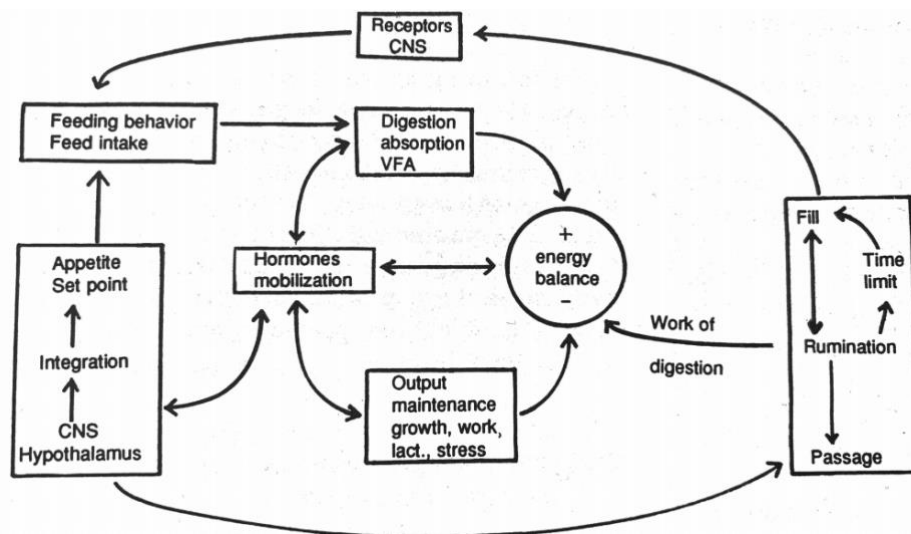 Receptors
CNS
Feeding behavior
Feed intake
Digestion
absorption
VFA
Appetite
Set point
Integration
CNS
Hypothalamus
Hormones
mobilization
+
energy
balance
-
Output
maintenance
growth, work,
lact., stress
Work of
digestion
Fill
Time
limit
Rumination
Passage